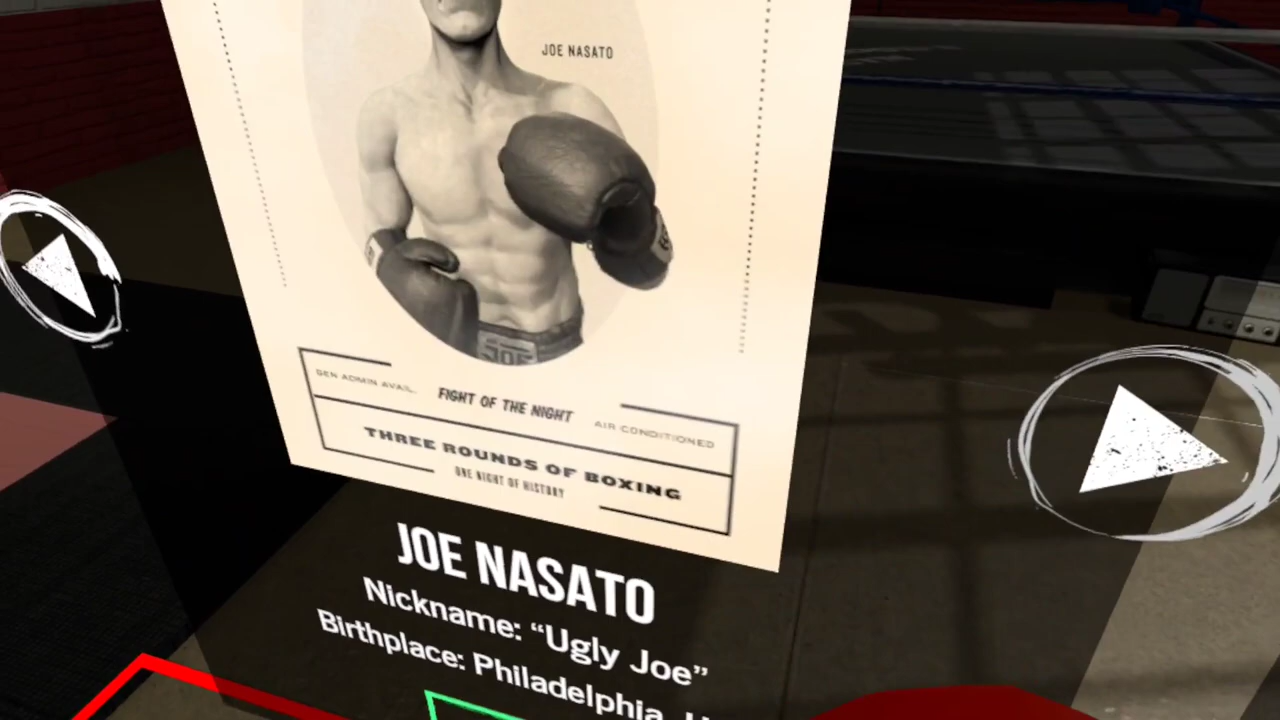 JOE NASATO
JOE
GEN ADMIN AVAIL.
FIGHT OF THE NIGHT
AIR CONDITIONED
THREE ROUNDS OF BOXING
ONE NIGHT OF HISTORY
JOE NASATO
Nickname: “Ugly Joe”
Birthplace: Philadelphia,